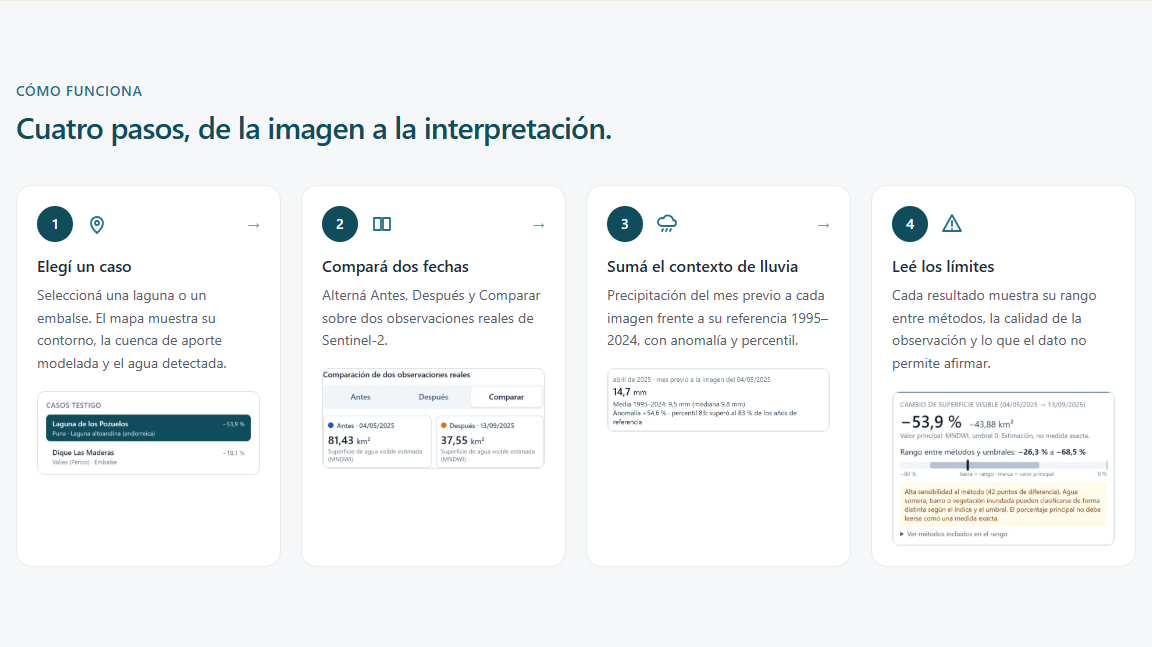 CÓMO FUNCIONA
Cuatro pasos, de la imagen a la interpretación.
1
→
Elegí un caso
Seleccioná una laguna o un
embalse. El mapa muestra su
contorno, la cuenca de aporte
modelada y el agua detectada.
CASOS TESTIGO
Laguna de los Pozuelos
−53,9 %
Puna · Laguna altoandina (endorreica)
Dique Las Maderas
−18,1 %
Valles (Perico) · Embalse
2
→
Compará dos fechas
Alterná Antes, Después y Comparar
sobre dos observaciones reales de
Sentinel-2.
Comparación de dos observaciones reales
Antes
Después
Comparar
Antes · 04/05/2025
81,43 km²
Superficie de agua visible estimada
(MNDWI)
Después · 13/09/2025
37,55 km²
Superficie de agua visible estimada
(MNDWI)
3
→
Sumá el contexto de lluvia
Precipitación del mes previo a cada
imagen frente a su referencia 1995–
2024, con anomalía y percentil.
abril de 2025 · mes previo a la imagen del 04/05/2025
14,7 mm
Media 1995–2024: 9,5 mm (mediana 9,8 mm)
Anomalía +54,6 % · percentil 83: superó al 83 % de los años de
referencia
4
Leé los límites
Cada resultado muestra su rango
entre métodos, la calidad de la
observación y lo que el dato no
permite afirmar.
CAMBIO DE SUPERFICIE VISIBLE (04/05/2025 → 13/09/2025)
−53,9 % −43,88 km²
Valor principal: MNDWI, umbral 0. Estimación, no medida exacta.
Rango entre métodos y umbrales: −26,3 % a −68,5 %
−80 %
barra = rango · marca = valor principal
0 %
Alta sensibilidad al método (42 puntos de diferencia). Agua
somera, barro o vegetación inundada pueden clasificarse de forma
distinta según el índice y el umbral. El porcentaje principal no debe
leerse como una medida exacta.
▶ Ver métodos incluidos en el rango